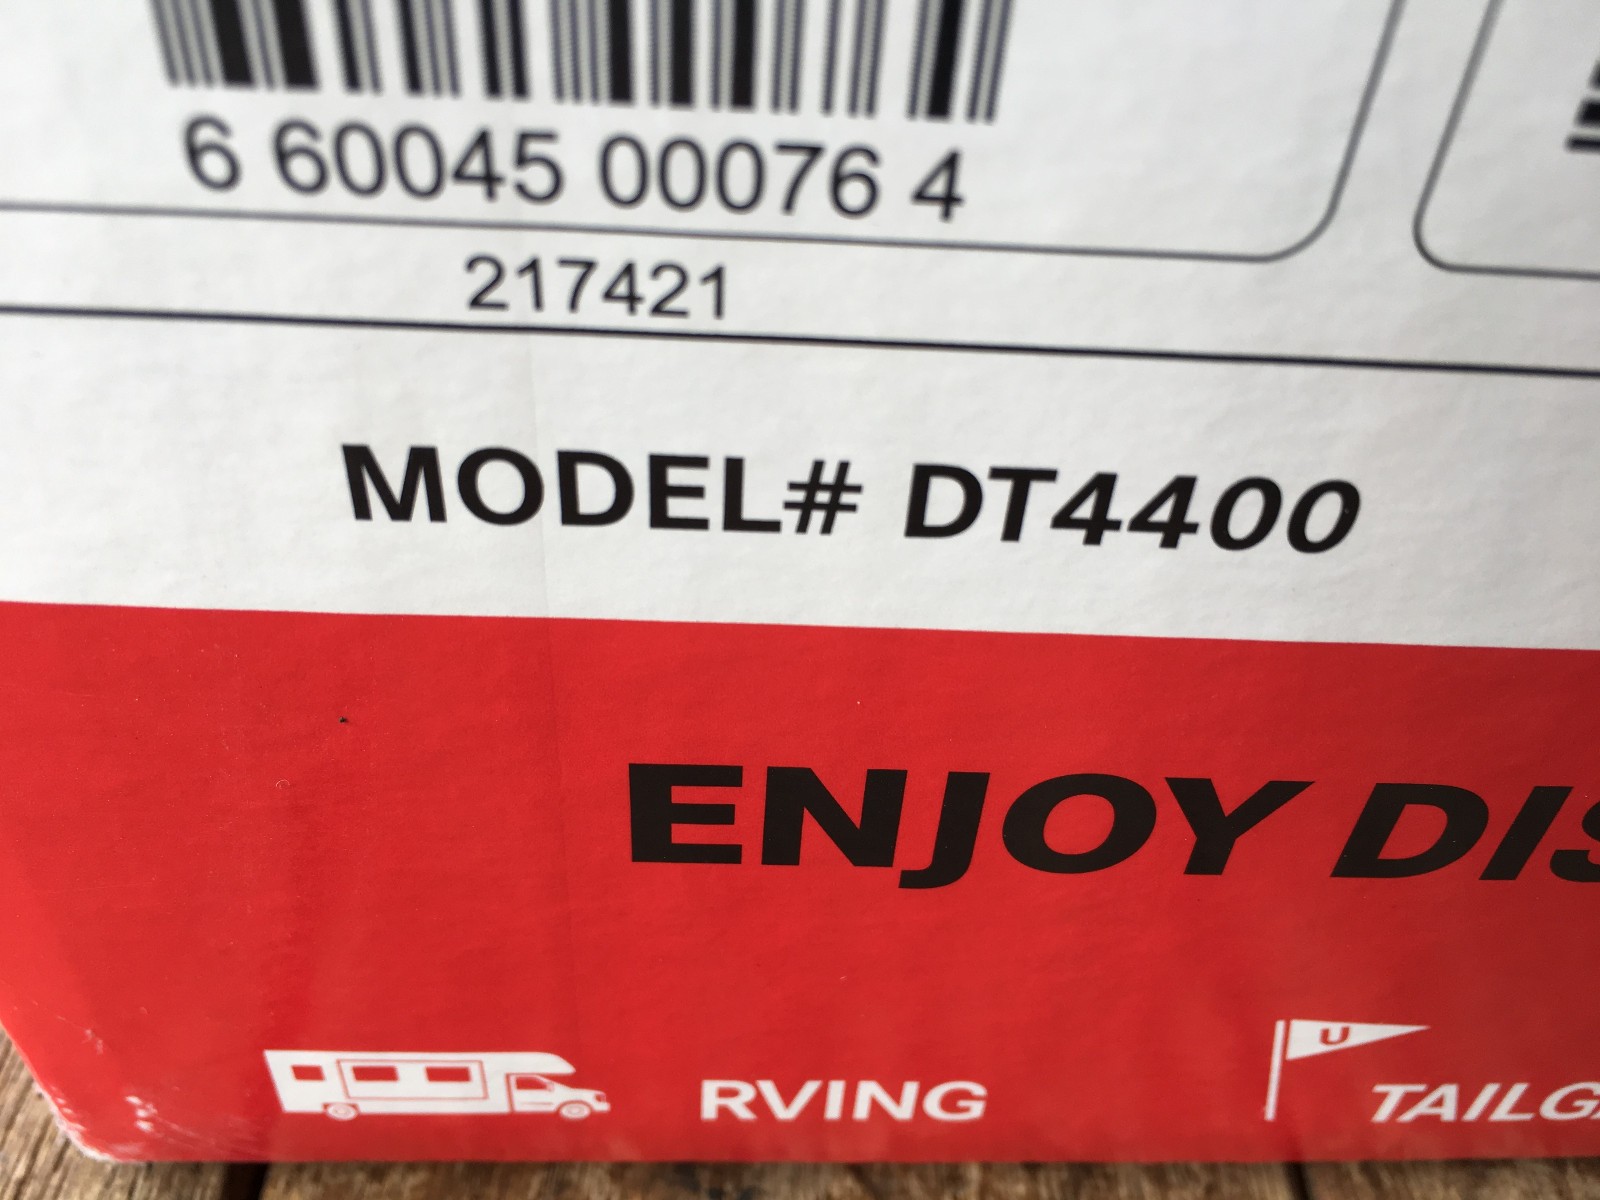 6 60045 00076 4
217421
MODEL# DT4400
ENJOY
RVING
U